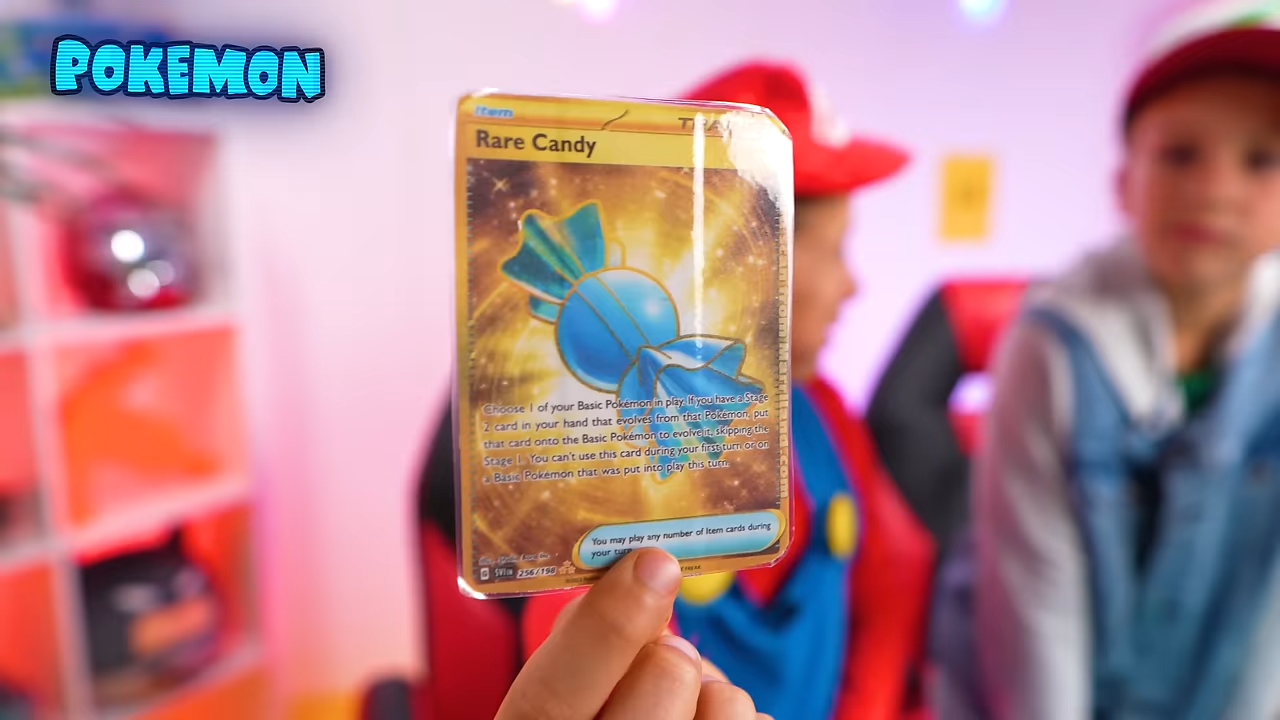 POKEMON
Item
Rare Candy
Choose 1 of your Basic Pokémon in play. If you have a Stage
2 card in your hand that evolves from that Pokémon, put
that card onto the Basic Pokémon to evolve it, skipping the
Stage 1. You can't use this card during your first turn or on
a Basic Pokémon that was put into play this turn.
You may play any number of Item cards during
your turn
256/198